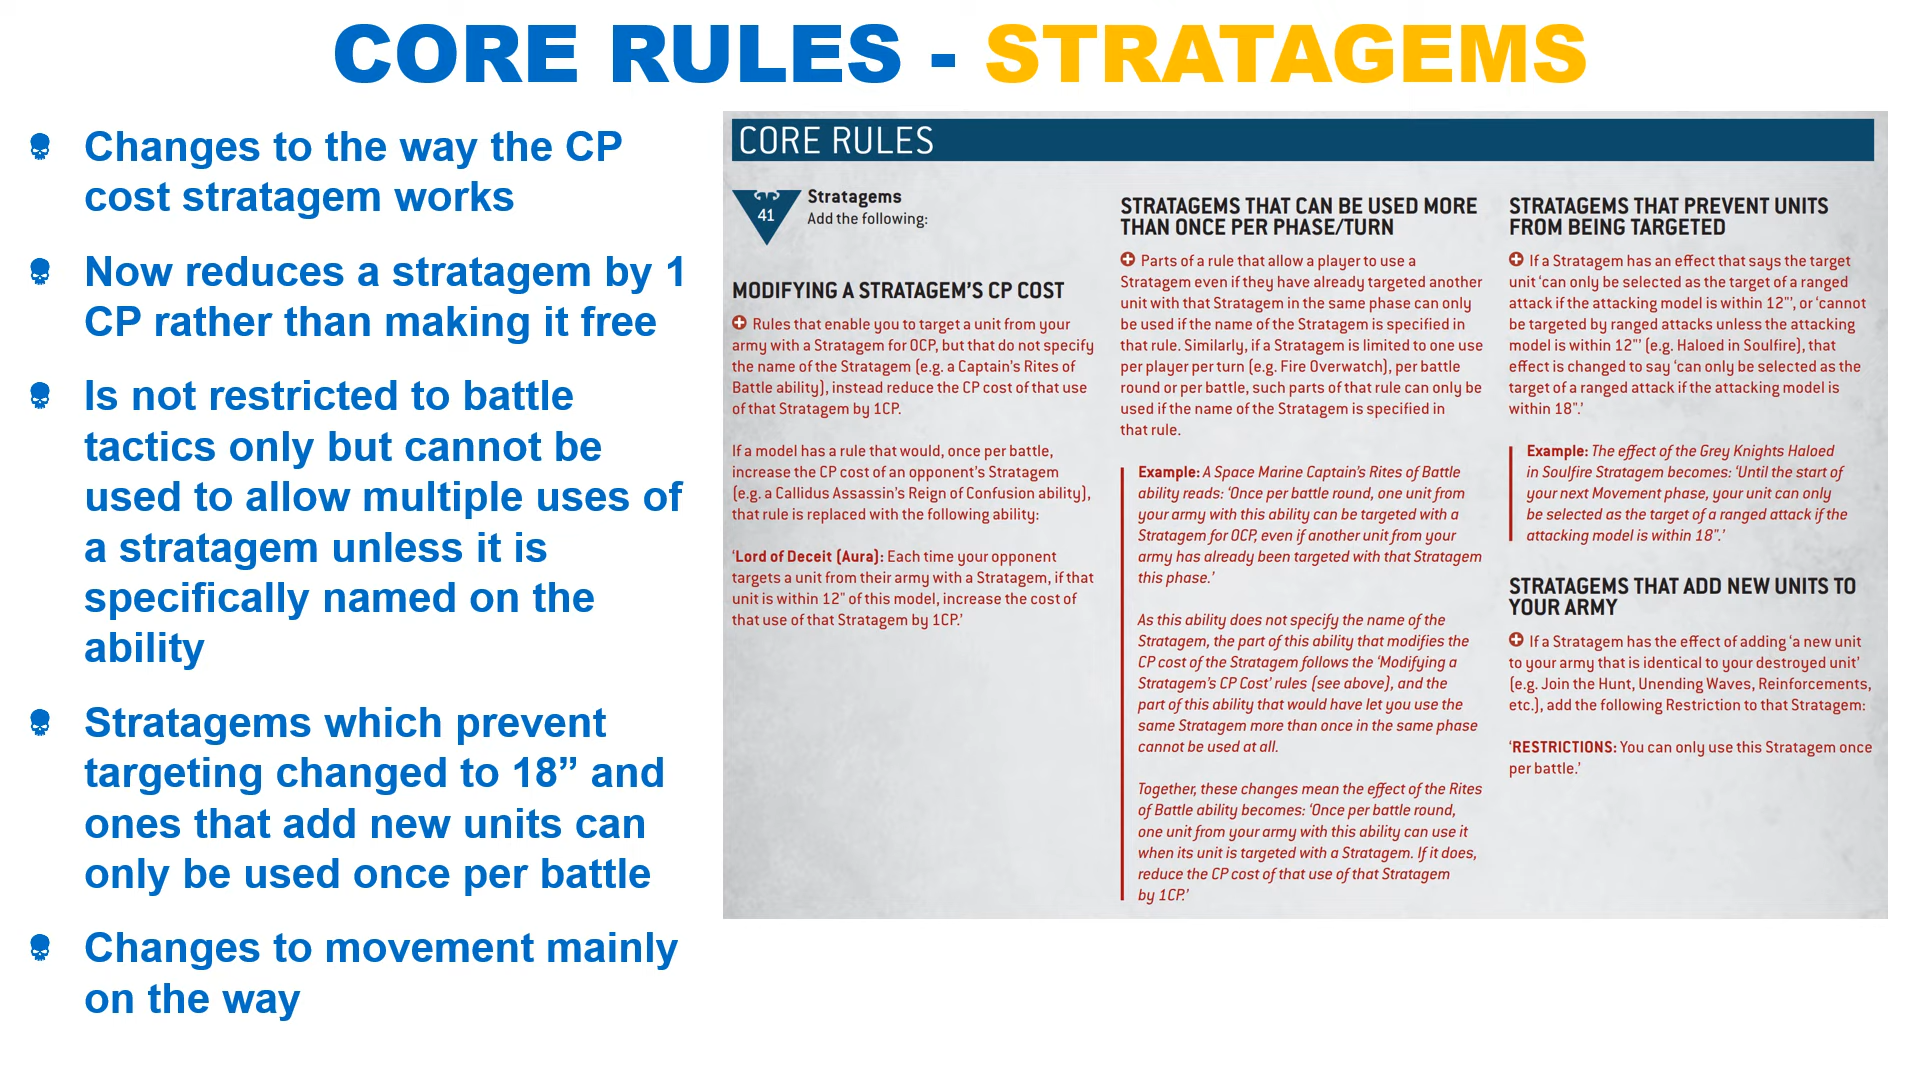 CORE RULES - STRATAGEMS
Changes to the way the CP
cost stratagem works
Now reduces a stratagem by 1
CP rather than making it free
Is not restricted to battle
tactics only but cannot be
used to allow multiple uses of
a stratagem unless it is
specifically named on the
ability
Stratagems which prevent
targeting changed to 18” and
ones that add new units can
only be used once per battle
Changes to movement mainly
on the way
CORE RULES
41
Stratagems
Add the following:
MODIFYING A STRATAGEM’S CP COST
Rules that enable you to target a unit from your
army with a Stratagem for 0CP, but that do not specify
the name of the Stratagem (e.g. a Captain’s Rites of
Battle ability), instead reduce the CP cost of that use
of that Stratagem by 1CP.
If a model has a rule that would, once per battle,
increase the CP cost of an opponent’s Stratagem
(e.g. a Callidus Assassin’s Reign of Confusion ability),
that rule is replaced with the following ability:
‘Lord of Deceit (Aura): Each time your opponent
targets a unit from their army with a Stratagem, if that
unit is within 12" of this model, increase the cost of
that use of that Stratagem by 1CP.’
STRATAGEMS THAT CAN BE USED MORE
THAN ONCE PER PHASE/TURN
Parts of a rule that allow a player to use a
Stratagem even if they have already targeted another
unit with that Stratagem in the same phase can only
be used if the name of the Stratagem is specified in
that rule. Similarly, if a Stratagem is limited to one use
per player per turn (e.g. Fire Overwatch), per battle
round or per battle, such parts of that rule can only be
used if the name of the Stratagem is specified in
that rule.
Example: A Space Marine Captain’s Rites of Battle
ability reads: ‘Once per battle round, one unit from
your army with this ability can be targeted with a
Stratagem for 0CP, even if another unit from your
army has already been targeted with that Stratagem
this phase.’
As this ability does not specify the name of the
Stratagem, the part of this ability that modifies the
CP cost of the Stratagem follows the ‘Modifying a
Stratagem’s CP Cost’ rules (see above), and the
part of this ability that would have let you use the
same Stratagem more than once in the same phase
cannot be used at all.
Together, these changes mean the effect of the Rites
of Battle ability becomes: ‘Once per battle round,
one unit from your army with this ability can use it
when its unit is targeted with a Stratagem. If it does,
reduce the CP cost of that use of that Stratagem
by 1CP.’
STRATAGEMS THAT PREVENT UNITS
FROM BEING TARGETED
If a Stratagem has an effect that says the target
unit ‘can only be selected as the target of a ranged
attack if the attacking model is within 12"’, or ‘cannot
be targeted by ranged attacks unless the attacking
model is within 12"’ (e.g. Haloed in Soulfire), that
effect is changed to say ‘can only be selected as the
target of a ranged attack if the attacking model is
within 18".’
Example: The effect of the Grey Knights Haloed
in Soulfire Stratagem becomes: ‘Until the start of
your next Movement phase, your unit can only
be selected as the target of a ranged attack if the
attacking model is within 18".’
STRATAGEMS THAT ADD NEW UNITS TO
YOUR ARMY
If a Stratagem has the effect of adding ‘a new unit
to your army that is identical to your destroyed unit’
(e.g. Join the Hunt, Unending Waves, Reinforcements,
etc.), add the following Restriction to that Stratagem:
‘RESTRICTIONS: You can only use this Stratagem once
per battle.’